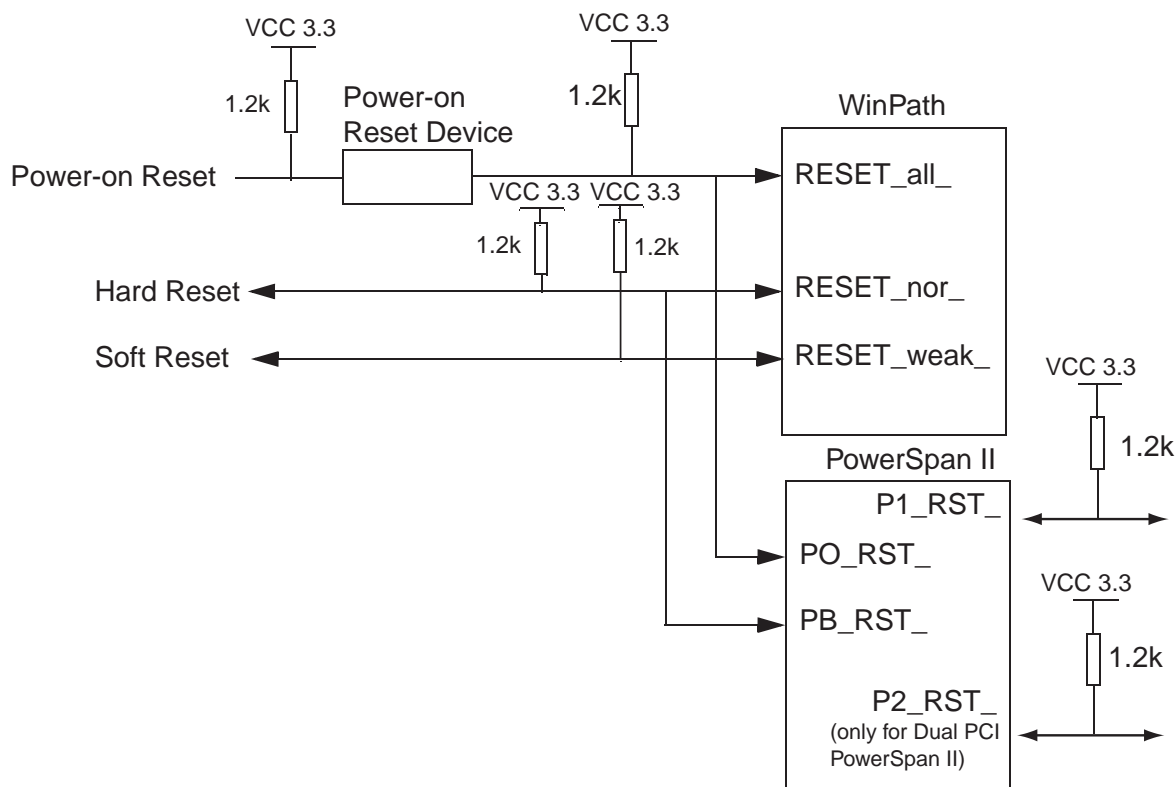 VCC 3.3
VCC 3.3
1.2k
Power-on
Reset Device
1.2k
WinPath
Power-on Reset
RESET_all_
VCC 3.3
VCC 3.3
1.2k
1.2k
Hard Reset
RESET_nor_
Soft Reset
RESET_weak_
VCC 3.3
1.2k
PowerSpan II
P1_RST_
PO_RST_
VCC 3.3
PB_RST_
1.2k
P2_RST_
(only for Dual PCI
PowerSpan II)